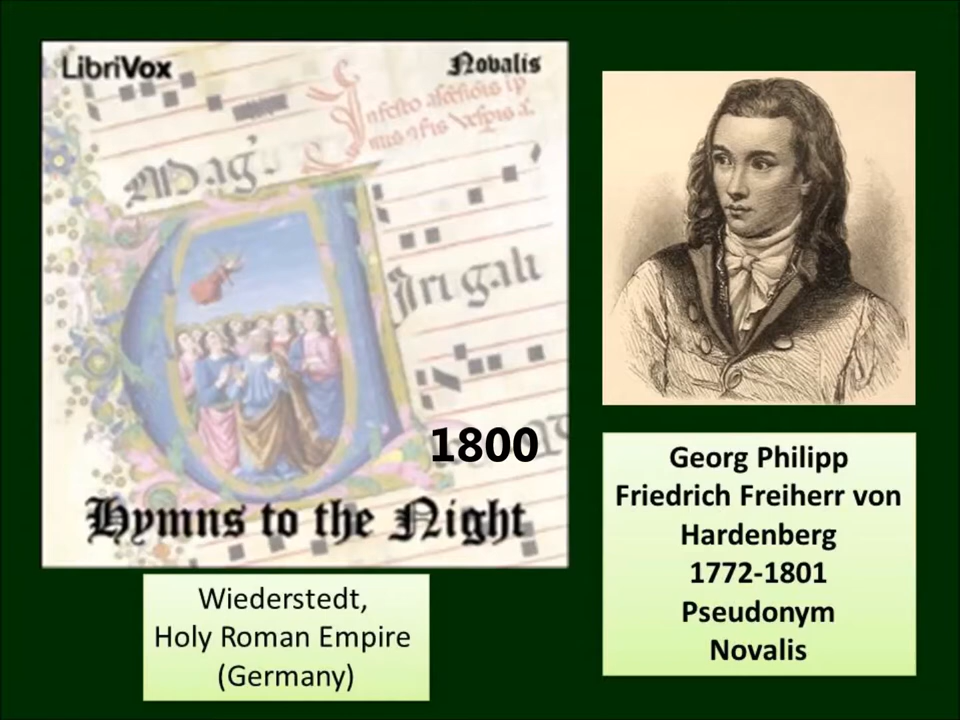 LibriVox
Novalis
Mag
1800
Hymns to the Night
Wiederstedt,
Holy Roman Empire
(Germany)
Georg Philipp
Friedrich Freiherr von
Hardenberg
1772-1801
Pseudonym
Novalis